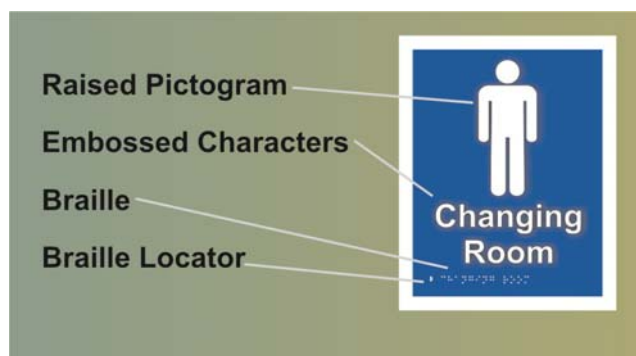 Raised Pictogram
Embossed Characters
Braille
Braille Locator
Changing
Room